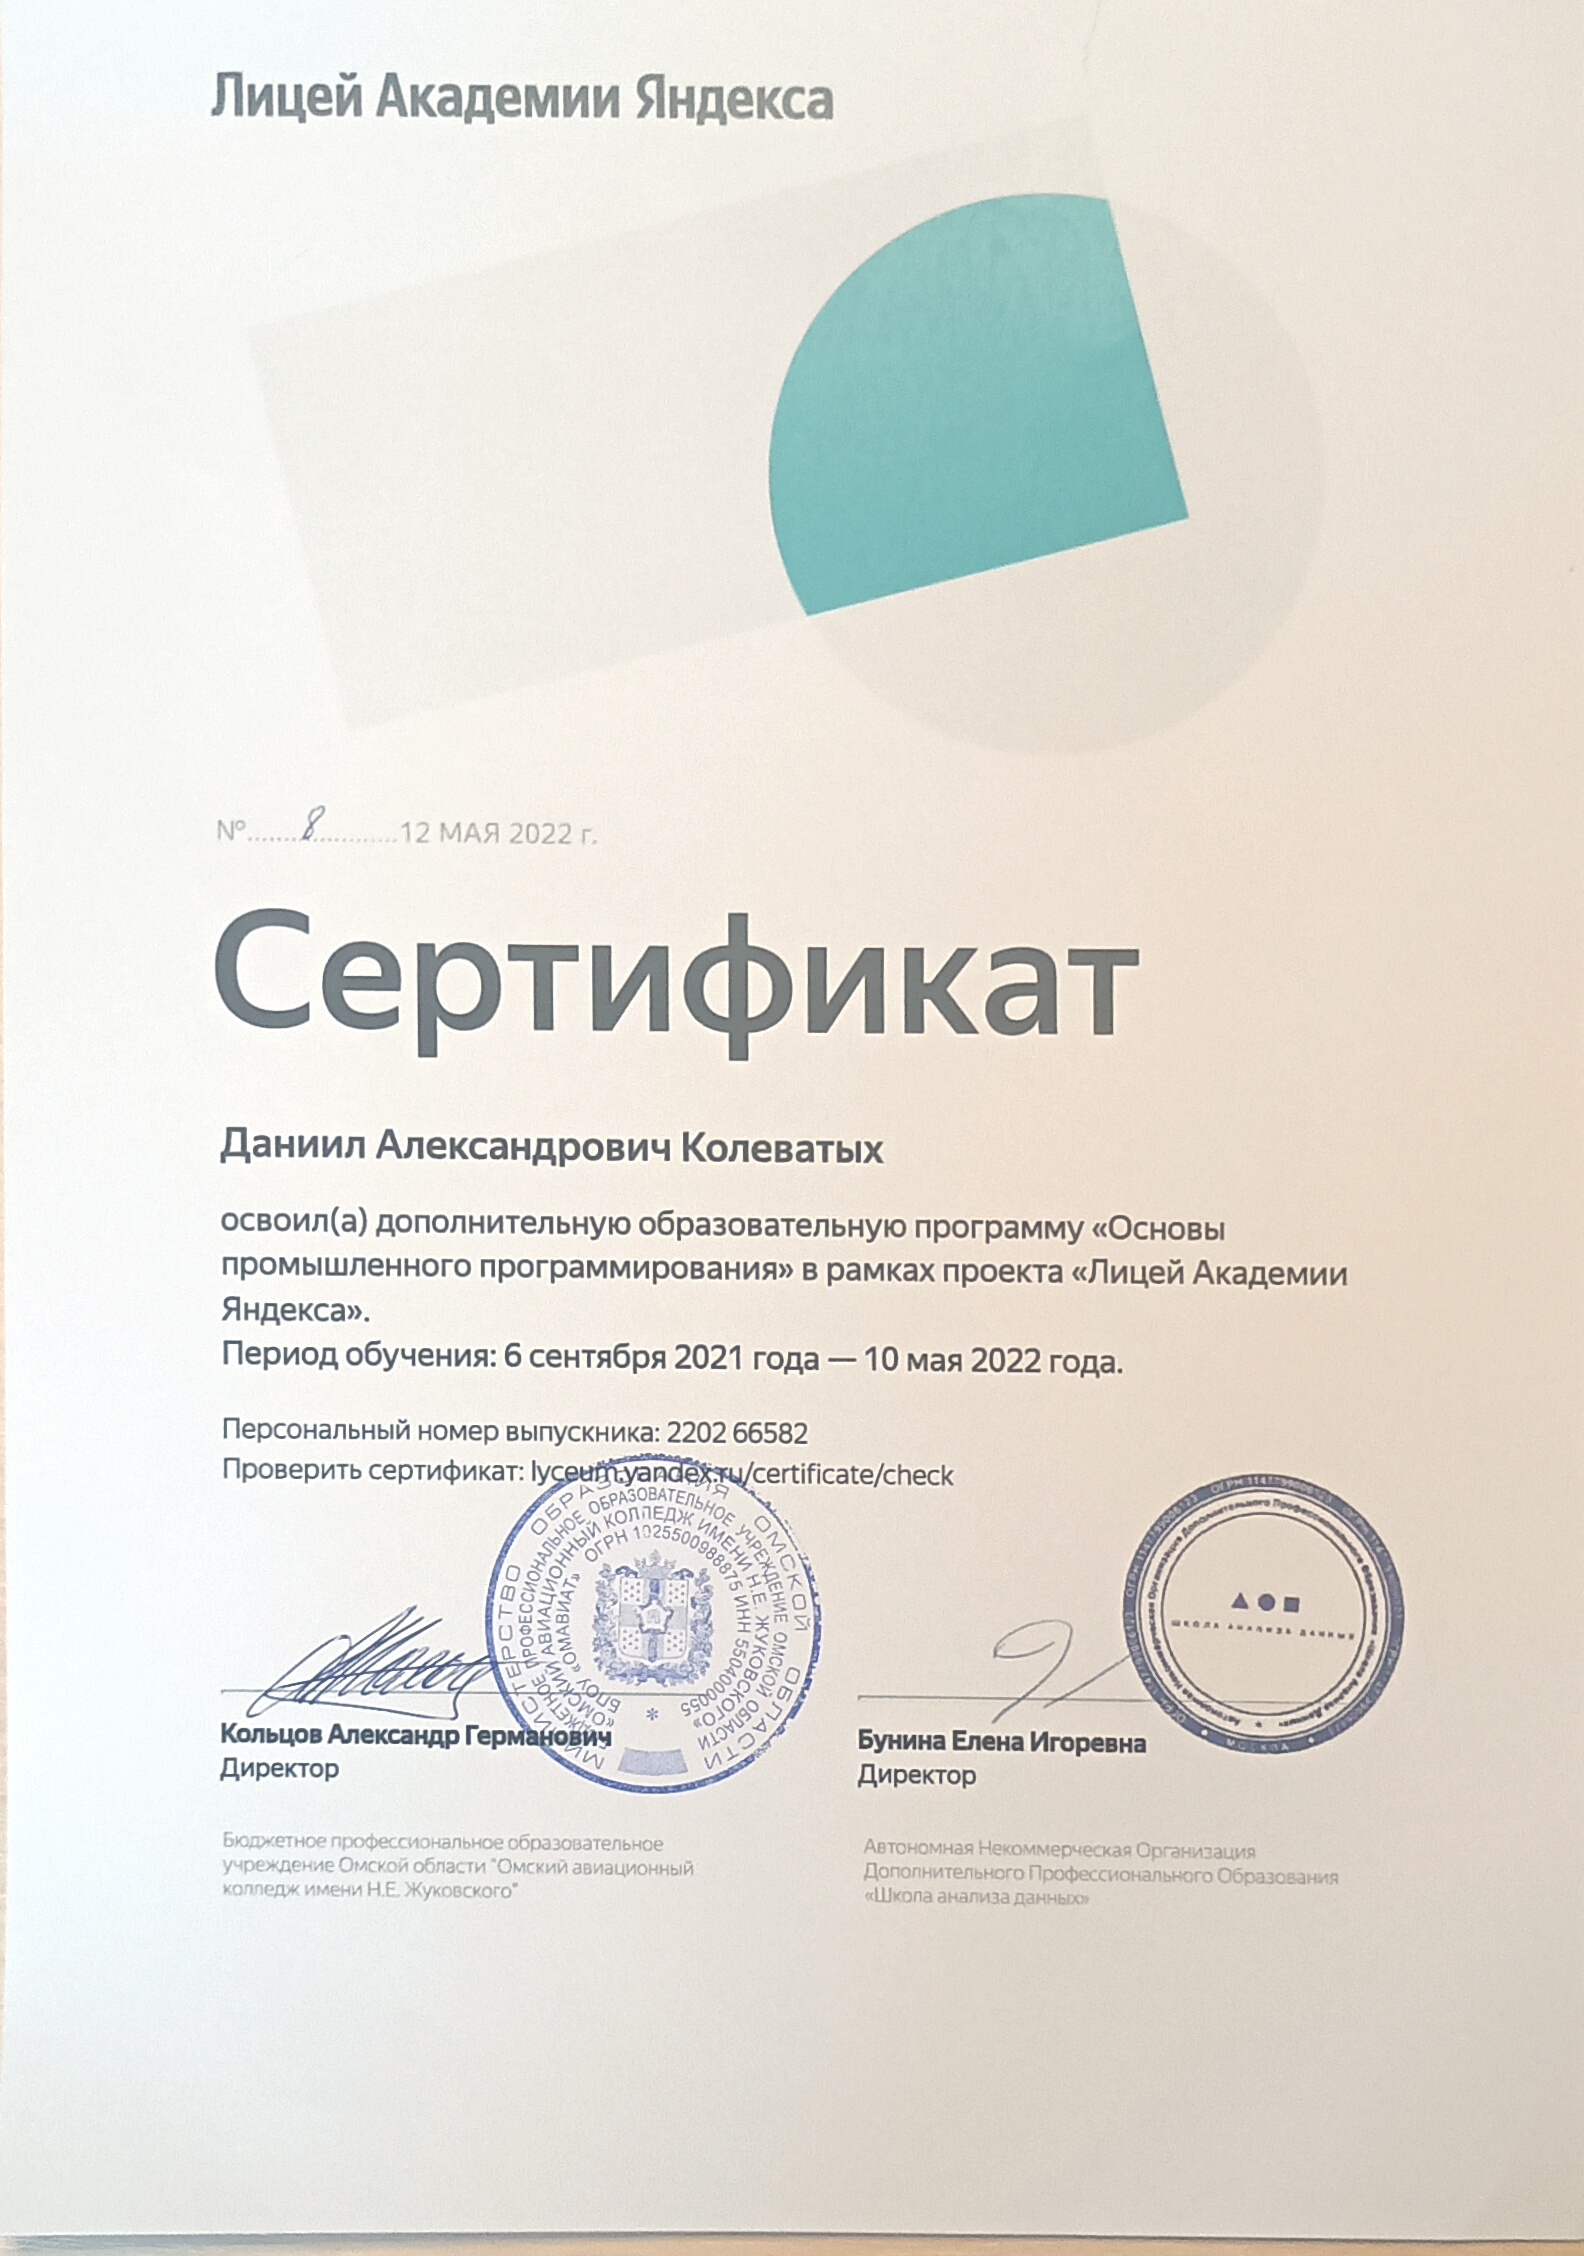 Лицей Академии Яндекса
№.......8............12 МАЯ 2022 г.
Сертификат
Даниил Александрович Колеватых
освоил(а) дополнительную образовательную программу «Основы
промышленного программирования» в рамках проекта «Лицей Академии
Яндекса».
Период обучения: 6 сентября 2021 года — 10 мая 2022 года.
Персональный номер выпускника: 2202 66582
Проверить сертификат: lyceum.yandex.ru/certificate/check
МИНИСТЕРСТВО ОБРАЗОВАНИЯ ОМСКОЙ ОБЛАСТИ
БЮДЖЕТНОЕ ПРОФЕССИОНАЛЬНОЕ ОБРАЗОВАТЕЛЬНОЕ УЧРЕЖДЕНИЕ ОМСКОЙ ОБЛАСТИ
«ОМСКИЙ АВИАЦИОННЫЙ КОЛЛЕДЖ ИМЕНИ Н.Е. ЖУКОВСКОГО»
БПОУ «ОМАВИАТ» ОГРН 1025500988875 ИНН 5504000055
ШКОЛА АНАЛИЗА ДАННЫХ
МОСКВА
Кольцов Александр Германович
Директор
Бюджетное профессиональное образовательное
учреждение Омской области "Омский авиационный
колледж имени Н.Е. Жуковского"
Бунина Елена Игоревна
Директор
Автономная Некоммерческая Организация
Дополнительного Профессионального Образования
«Школа анализа данных»